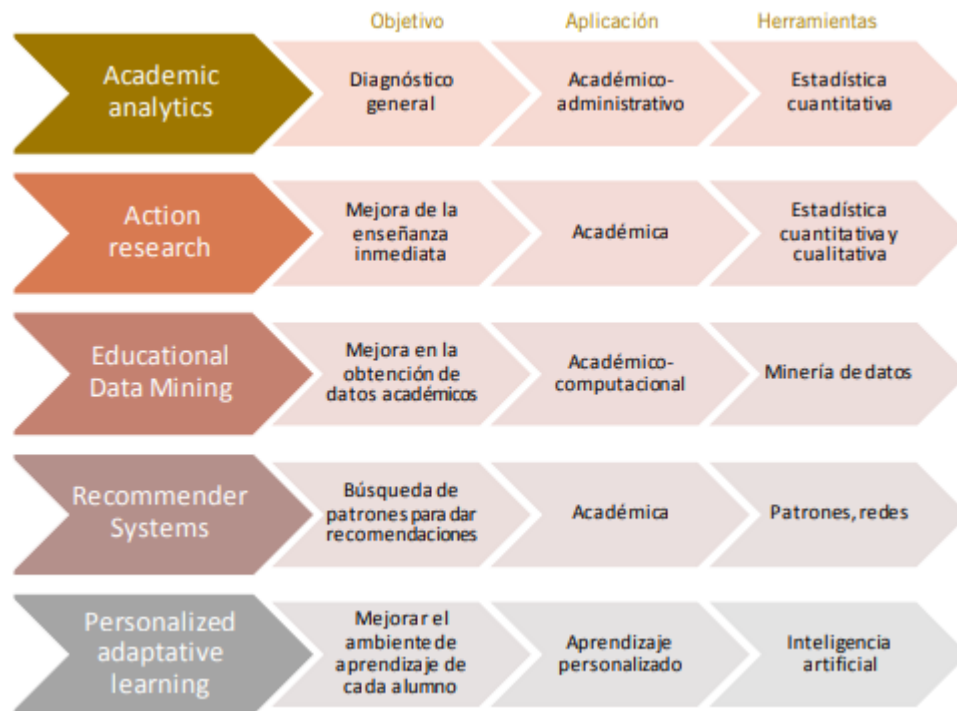 Objetivo Aplicación Herramientas
Academic
analytics
Diagnóstico
general
Académico-
administrativo
Estadística
cuantitativa
Action
research
Mejora de la
enseñanza
inmediata
Académica
Estadística
cuantitativa y
cualitativa
Educational
Data Mining
Mejora en la
obtención de
datos académicos
Académico-
computacional
Minería de datos
Recommender
Systems
Búsqueda de
patrones para dar
recomendaciones
Académica
Patrones, redes
Personalized
adaptative
learning
Mejorar el
ambiente de
aprendizaje de
cada alumno
Aprendizaje
personalizado
Inteligencia
artificial